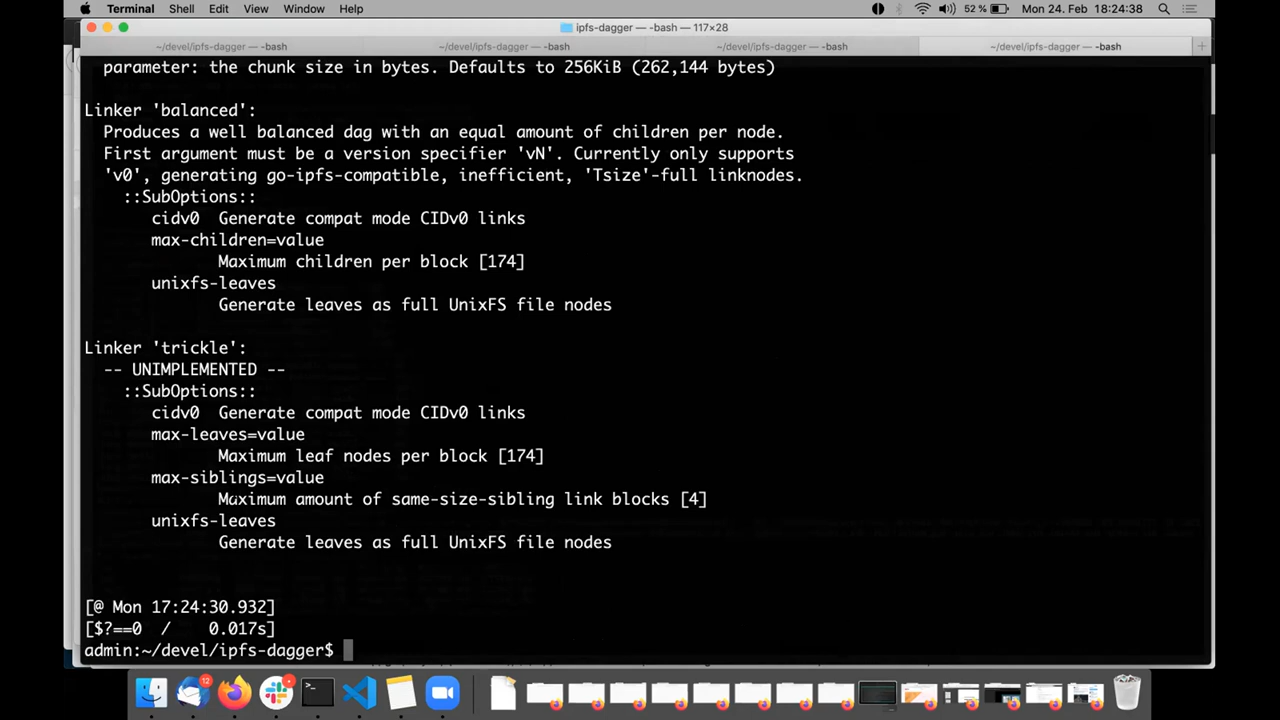 Terminal Shell Edit View Window Help 52 % Mon 24. Feb 18:24:38
ipfs-dagger — -bash — 117×28
~/devel/ipfs-dagger — -bash ~/devel/ipfs-dagger — -bash ~/devel/ipfs-dagger — -bash ~/devel/ipfs-dagger — -bash +
parameter: the chunk size in bytes. Defaults to 256KiB (262,144 bytes)
Linker 'balanced':
Produces a well balanced dag with an equal amount of children per node.
First argument must be a version specifier 'vN'. Currently only supports
'v0', generating go-ipfs-compatible, inefficient, 'Tsize'-full linknodes.
::SubOptions::
cidv0 Generate compat mode CIDv0 links
max-children=value
Maximum children per block [174]
unixfs-leaves
Generate leaves as full UnixFS file nodes
Linker 'trickle':
-- UNIMPLEMENTED --
::SubOptions::
cidv0 Generate compat mode CIDv0 links
max-leaves=value
Maximum leaf nodes per block [174]
max-siblings=value
Maximum amount of same-size-sibling link blocks [4]
unixfs-leaves
Generate leaves as full UnixFS file nodes
[@ Mon 17:24:30.932]
[$?==0 / 0.017s]
admin:~/devel/ipfs-dagger$
12